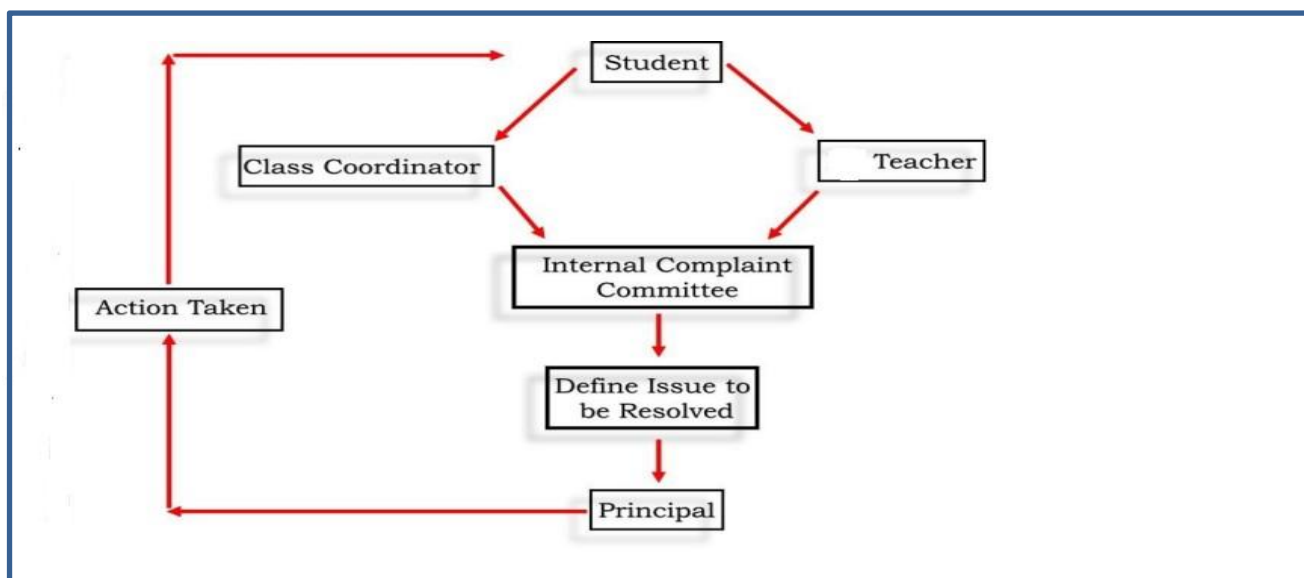 Student
Class Coordinator
Teacher
Internal Complaint
Committee
Action Taken
Define Issue to
be Resolved
Principal